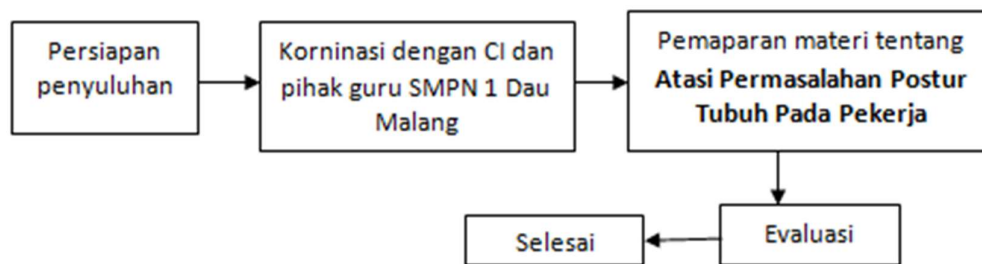 Persiapan
penyuluhan
Korninasi dengan CI dan
pihak guru SMPN 1 Dau
Malang
Pemaparan materi tentang
Atasi Permasalahan Postur
Tubuh Pada Pekerja
Evaluasi
Selesai